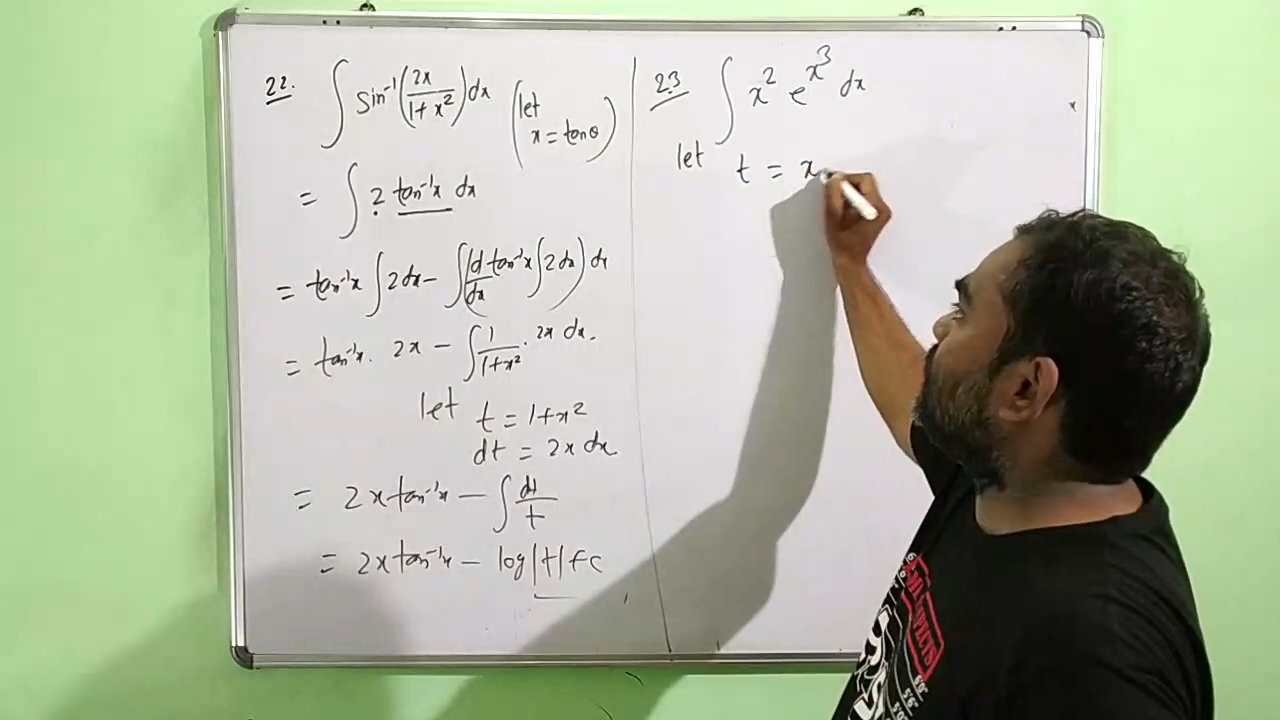 22. ∫ sin⁻¹(2x/(1+x²)) dx (let
x = tanθ)
= ∫ 2 tan⁻¹x dx
= tan⁻¹x ∫ 2dx − ∫(d/dx tan⁻¹x ∫ 2dx) dx
= tan⁻¹x. 2x − ∫ 1/(1+x²) . 2x dx.
let t = 1+x²
dt = 2x dx
= 2x tan⁻¹x − ∫ dt/t
= 2x tan⁻¹x − log|t| + c
23 ∫ x² e^x³ dx
let t = x